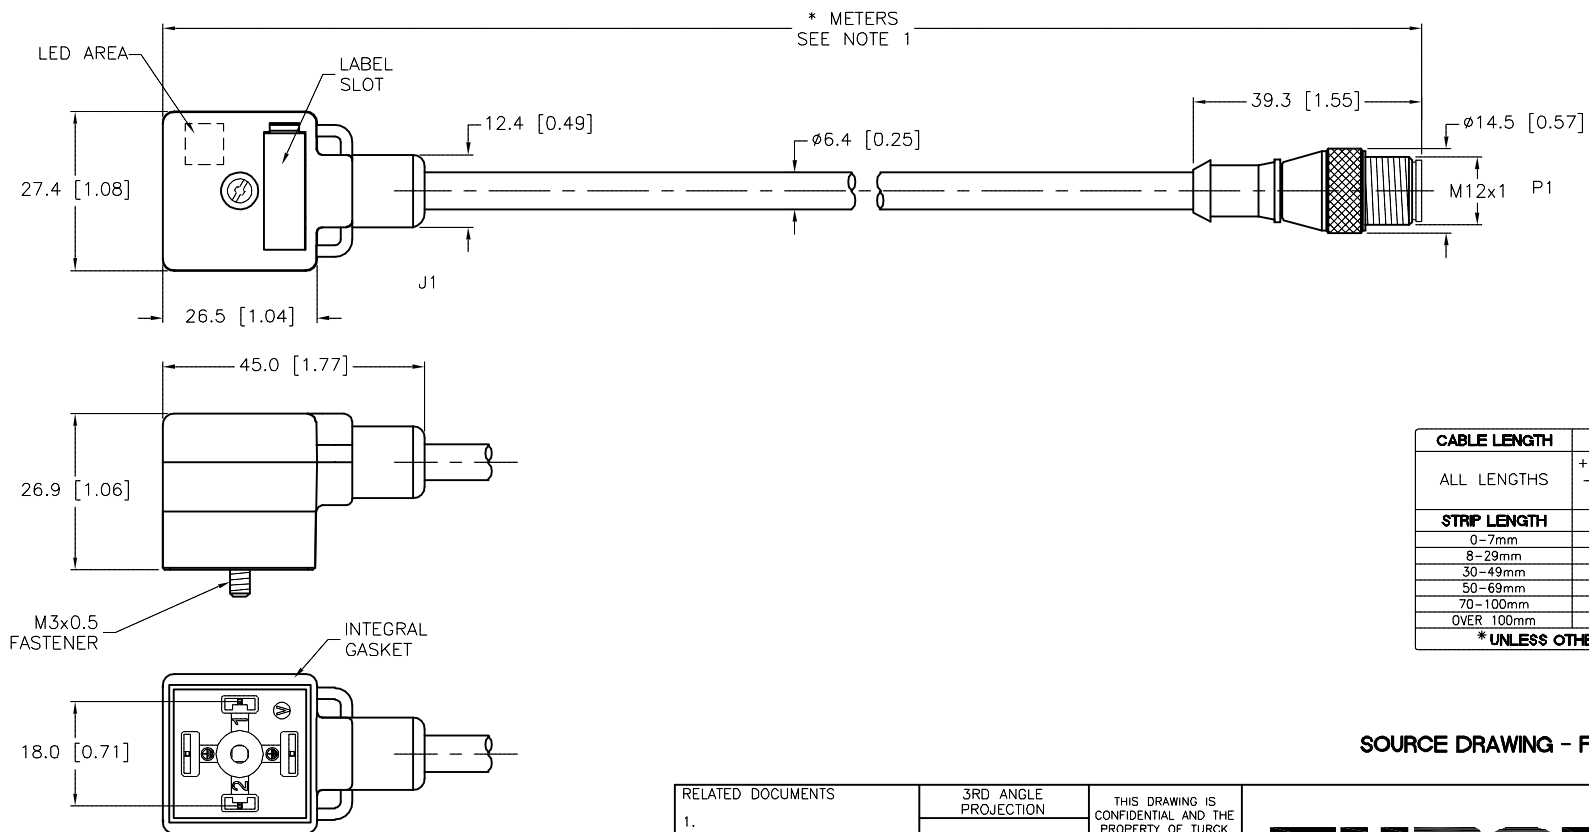 * METERS
SEE NOTE 1
LED AREA
LABEL
SLOT
39.3 [1.55]
12.4 [0.49]
ø6.4 [0.25]
ø14.5 [0.57]
27.4 [1.08]
M12x1
P1
J1
26.5 [1.04]
45.0 [1.77]
26.9 [1.06]
M3x0.5
FASTENER
CABLE LENGTH
ALL LENGTHS
+
-
STRIP LENGTH
0-7mm
8-29mm
30-49mm
50-69mm
70-100mm
OVER 100mm
* UNLESS OTHE
INTEGRAL
GASKET
1
2
18.0 [0.71]
SOURCE DRAWING - F
RELATED DOCUMENTS
1.
3RD ANGLE
PROJECTION
THIS DRAWING IS
CONFIDENTIAL AND THE
PROPERTY OF TURCK